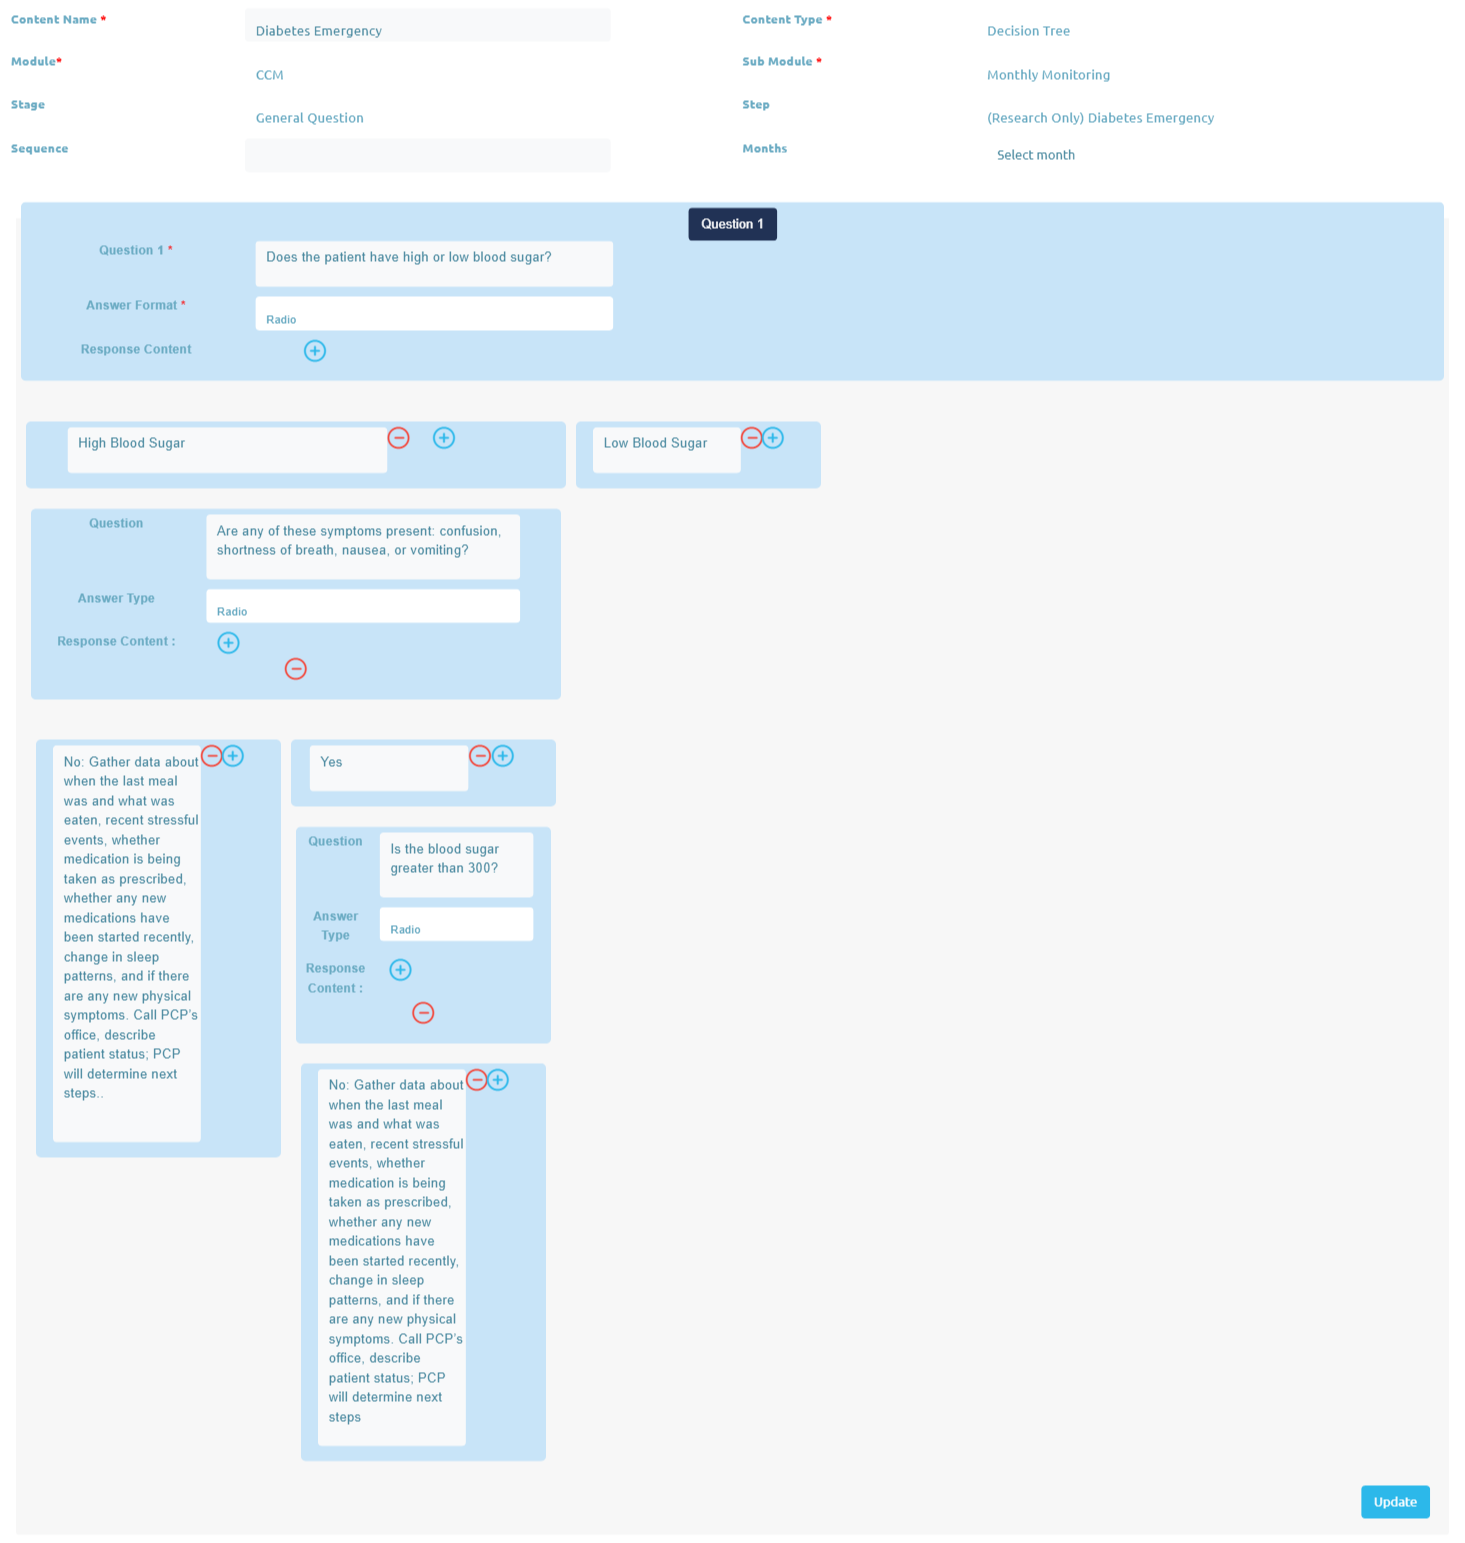 Content Name *
Diabetes Emergency
Content Type *
Decision Tree
Module*
CCM
Sub Module *
Monthly Monitoring
Stage
General Question
Step
(Research Only) Diabetes Emergency
Sequence
Months
Select month
Question 1
Question 1 *
Does the patient have high or low blood sugar?
Answer Format *
Radio
Response Content
High Blood Sugar
Low Blood Sugar
Question
Are any of these symptoms present: confusion,
shortness of breath, nausea, or vomiting?
Answer Type
Radio
Response Content :
No: Gather data about
when the last meal
was and what was
eaten, recent stressful
events, whether
medication is being
taken as prescribed,
whether any new
medications have
been started recently,
change in sleep
patterns, and if there
are any new physical
symptoms. Call PCP's
office, describe
patient status; PCP
will determine next
steps..
Yes
Question
Is the blood sugar
greater than 300?
Answer
Type
Radio
Response
Content :
No: Gather data about
when the last meal
was and what was
eaten, recent stressful
events, whether
medication is being
taken as prescribed,
whether any new
medications have
been started recently,
change in sleep
patterns, and if there
are any new physical
symptoms. Call PCP's
office, describe
patient status; PCP
will determine next
steps
Update